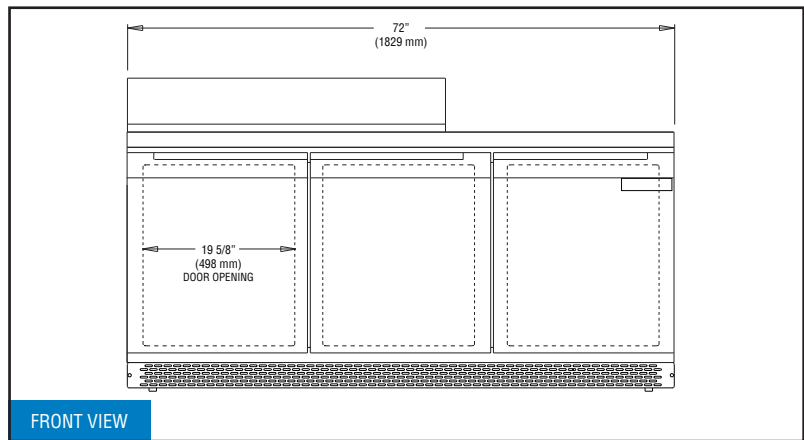 72"
(1829 mm)
19 5/8"
(498 mm)
DOOR OPENING
FRONT VIEW